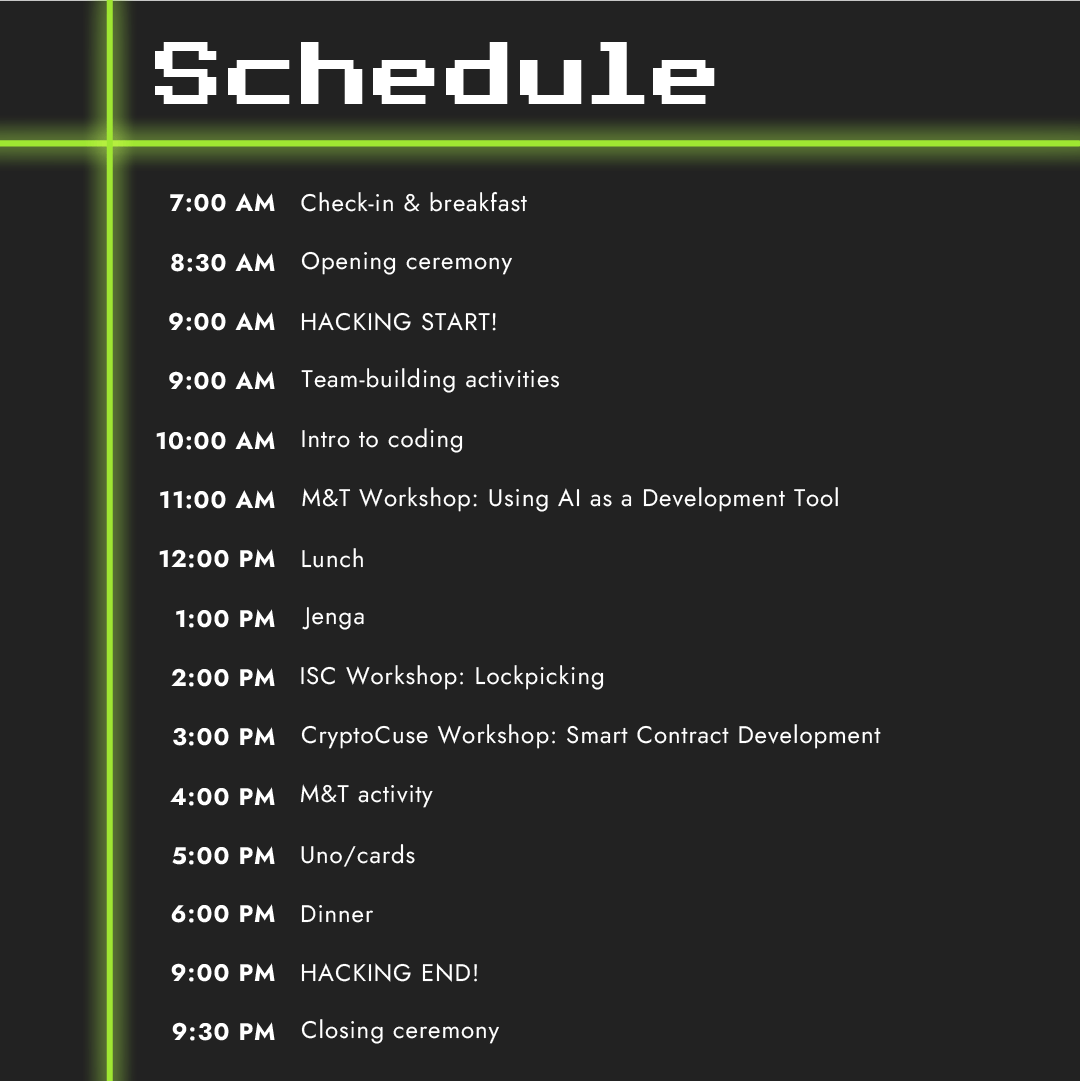 Schedule
7:00 AM Check-in & breakfast
8:30 AM Opening ceremony
9:00 AM HACKING START!
9:00 AM Team-building activities
10:00 AM Intro to coding
11:00 AM M&T Workshop: Using AI as a Development Tool
12:00 PM Lunch
1:00 PM Jenga
2:00 PM ISC Workshop: Lockpicking
3:00 PM CryptoCuse Workshop: Smart Contract Development
4:00 PM M&T activity
5:00 PM Uno/cards
6:00 PM Dinner
9:00 PM HACKING END!
9:30 PM Closing ceremony